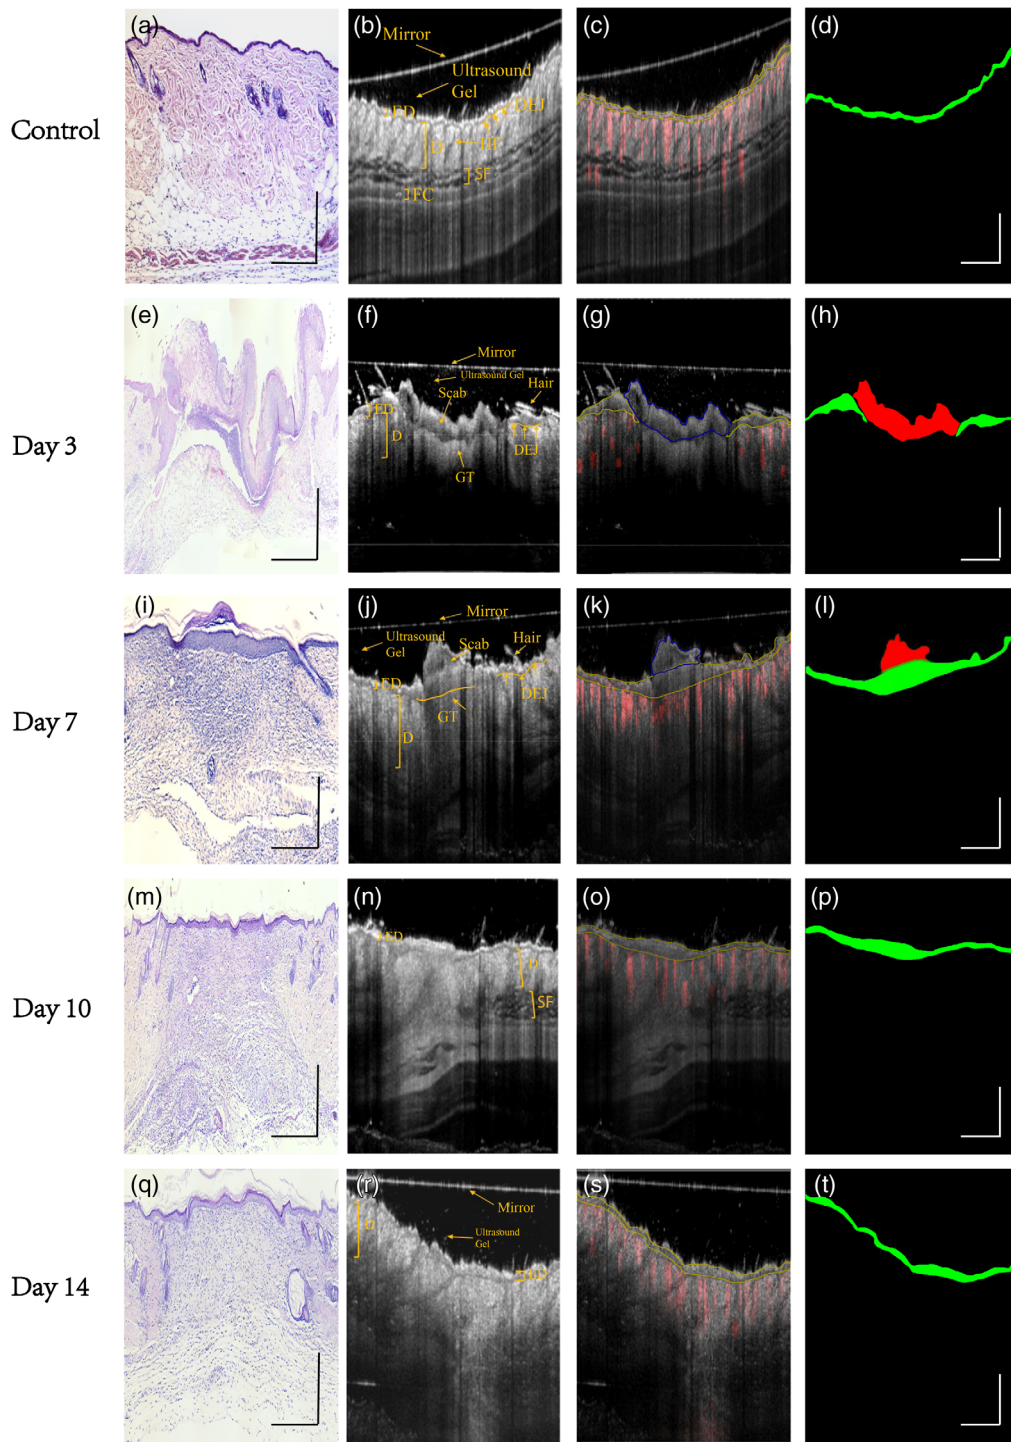 (a) (b) (c) (d)
Mirror
Ultrasound
Gel
ED
DEJ
HF
D
SF
FC
Control
(e) (f) (g) (h)
Mirror
Ultrasound Gel
Hair
Scab
ED
D
DEJ
GT
Day 3
(i) (j) (k) (l)
Mirror
Ultrasound
Gel
Scab
Hair
ED
DEJ
GT
D
Day 7
(m) (n) (o) (p)
ED
D
SF
Day 10
(q) (r) (s) (t)
Mirror
D
Ultrasound
Gel
ED
Day 14